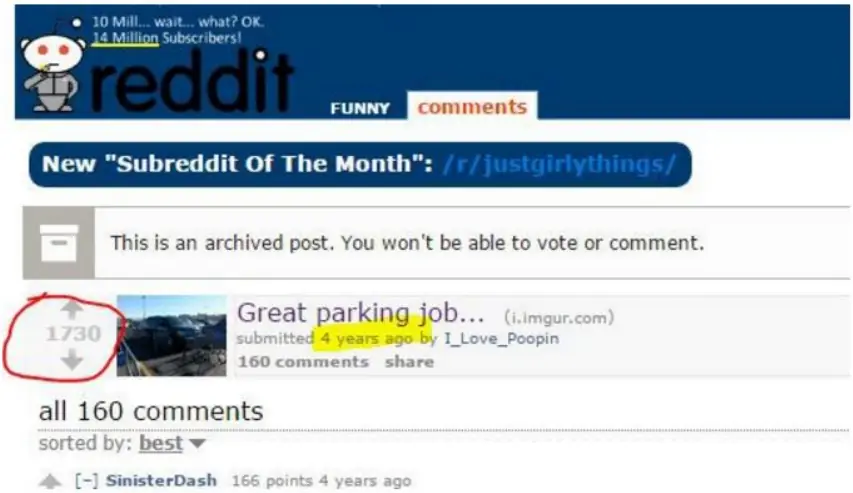 10 Mill... wait... what? OK.
14 Million Subscribers!
reddit
FUNNY comments
New "Subreddit Of The Month": /r/justgirlythings/
This is an archived post. You won't be able to vote or comment.
1730
Great parking job... (i.imgur.com)
submitted 4 years ago by I_Love_Poopin
160 comments share
all 160 comments
sorted by: best
[-] SinisterDash 166 points 4 years ago